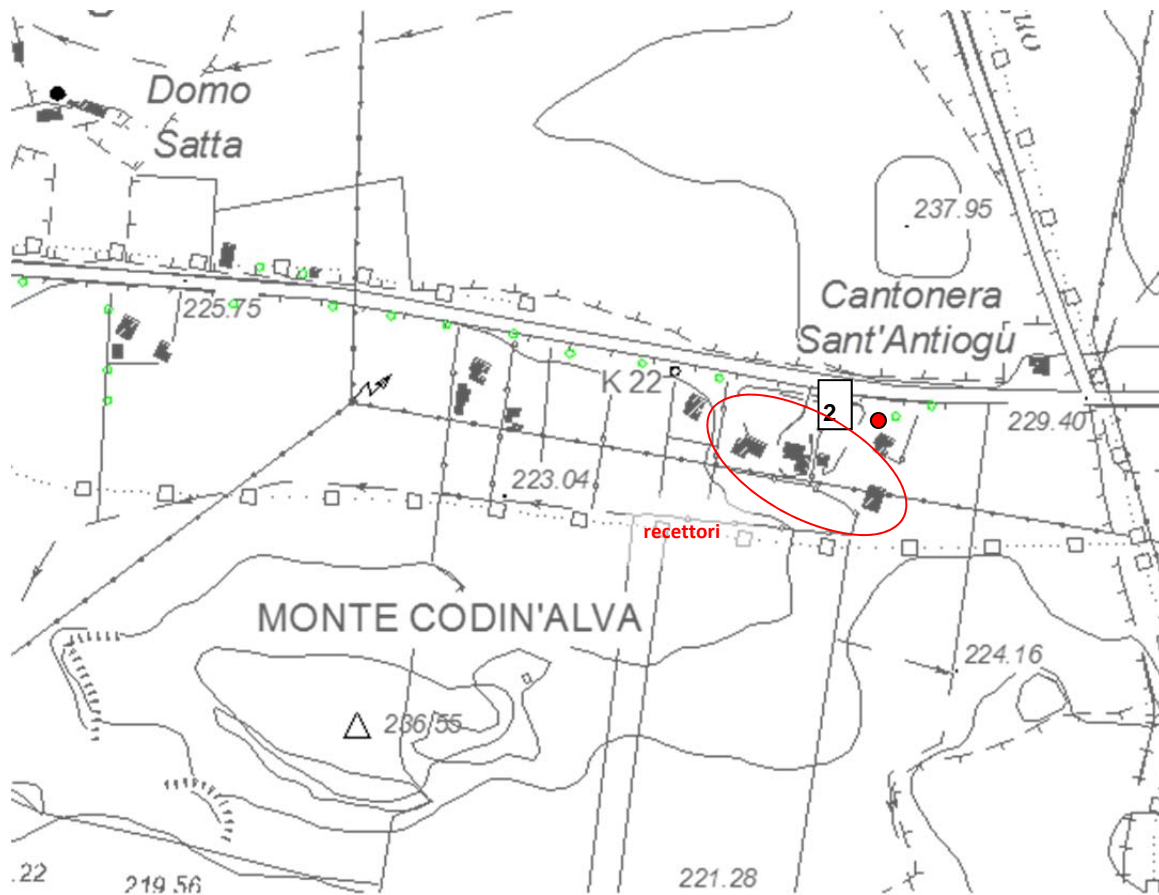 Domo
Satta
237.95
Cantonera
Sant'Antiogù
225.75
K 22
2
229.40
223.04
recettori
MONTE CODIN'ALVA
224.16
236.55
.22
219.56
221.28